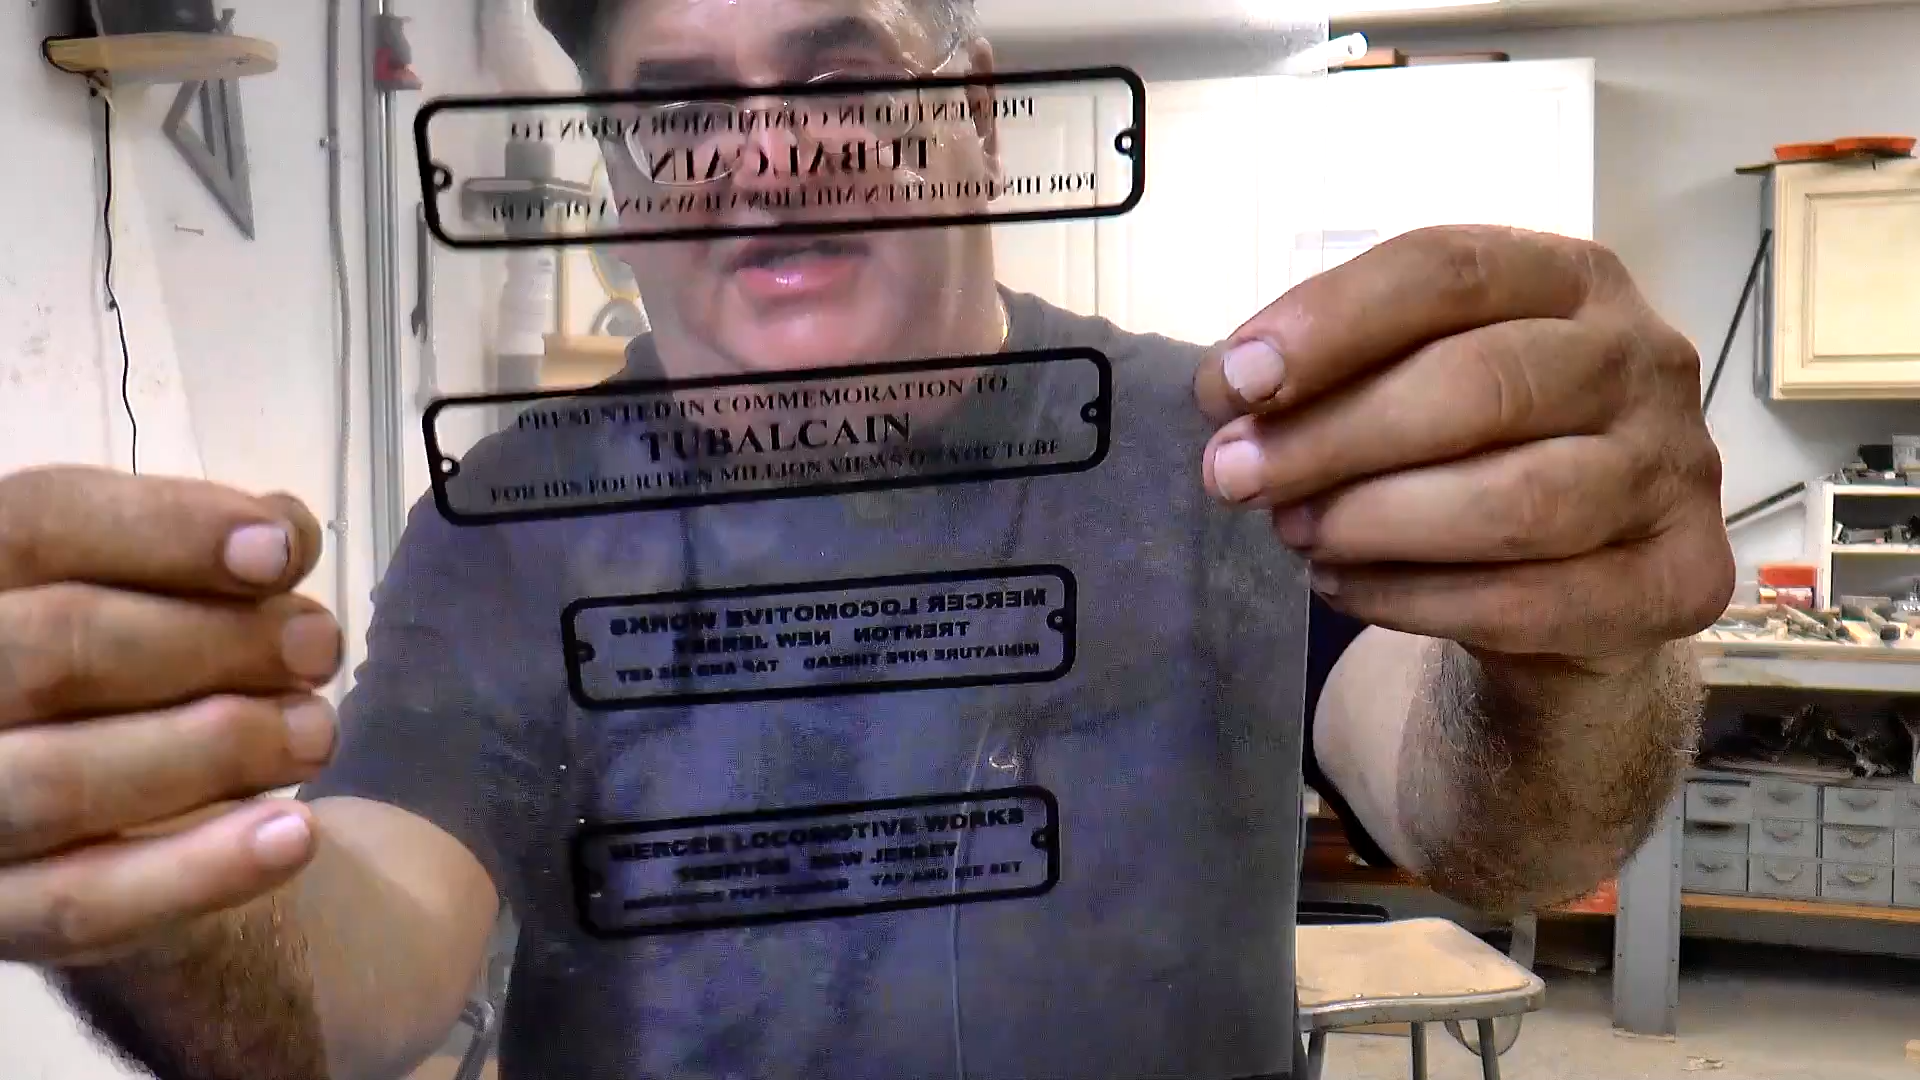 PRESENTED IN COMMEMORATION TO
TUBALCAIN
FOR HIS FOURTEEN MILLION VIEWS ON YOU TUBE
PRESENTED IN COMMEMORATION TO
TUBALCAIN
FOR HIS FOURTEEN MILLION VIEWS ON YOU TUBE
MERCER LOCOMOTIVE WORKS
TRENTON NEW JERSEY
MINIATURE PIPE THREAD TAP AND DIE SET
MERCER LOCOMOTIVE WORKS
TRENTON NEW JERSEY
TAP AND DIE SET